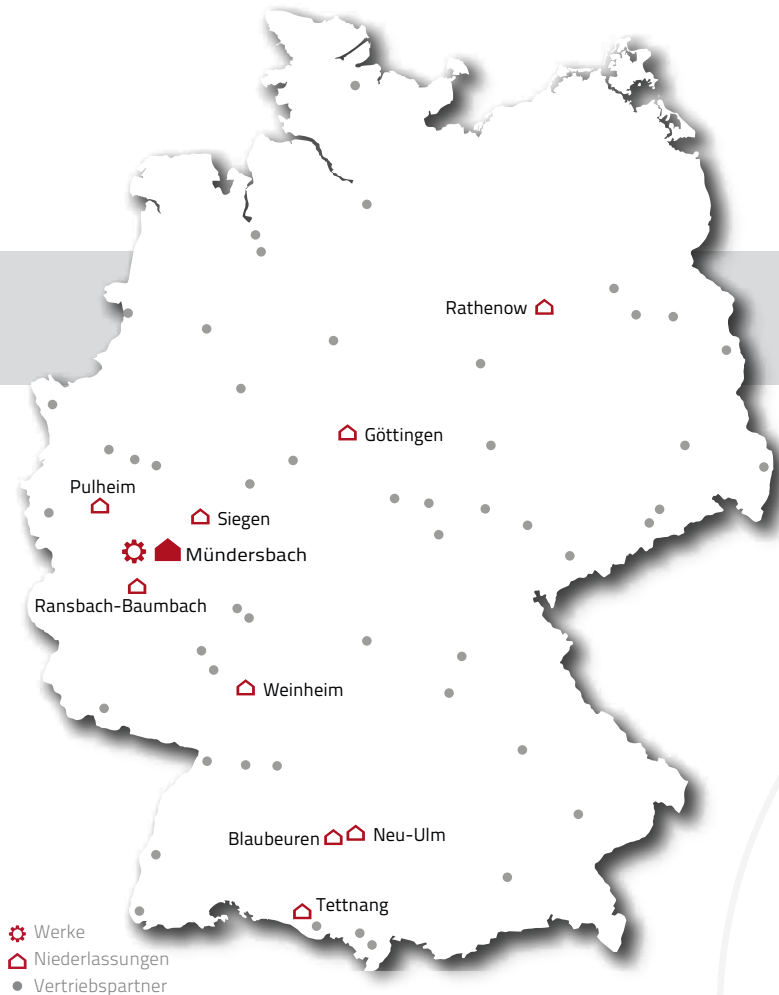 Rathenow
Göttingen
Pulheim
Siegen
Mündersbach
Ransbach-Baumbach
Weinheim
Blaubeuren
Neu-Ulm
Tettnang
Werke
Niederlassungen
Vertriebspartner